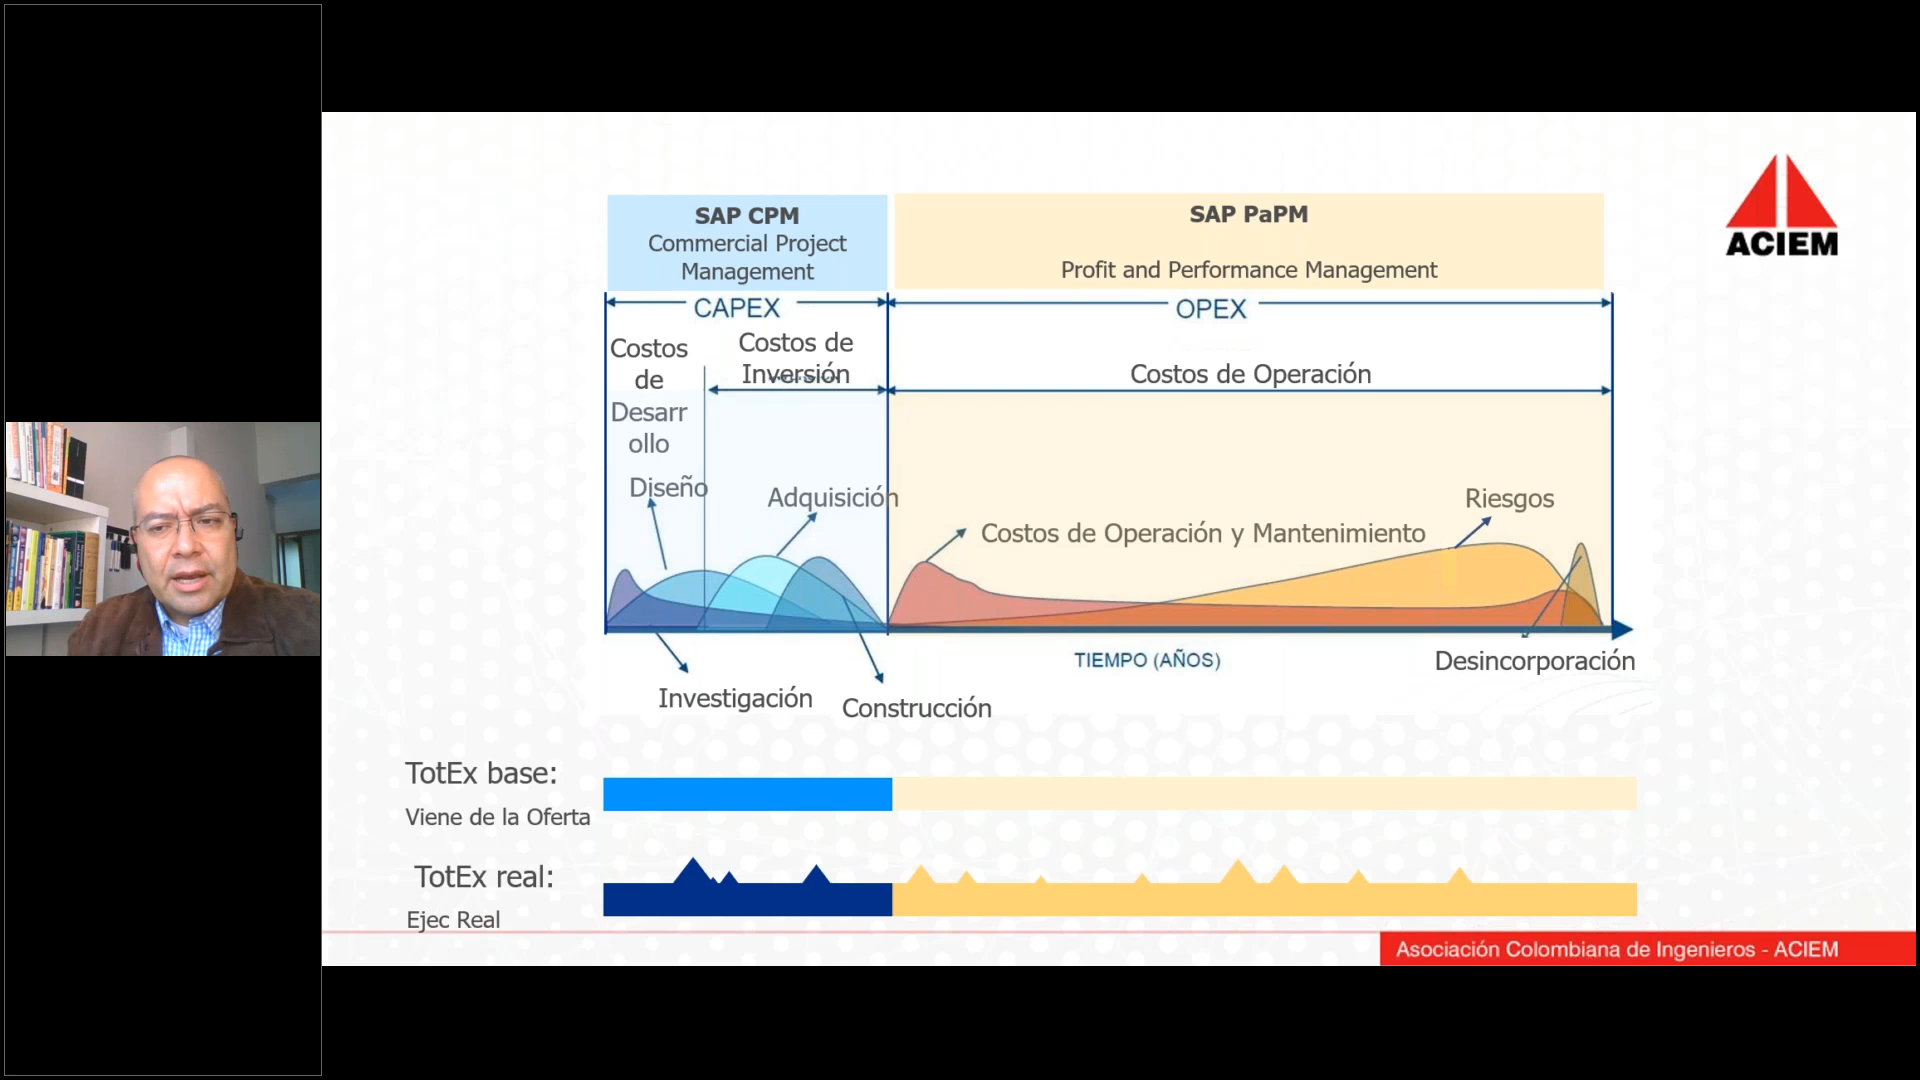 SAP CPM
Commercial Project
Management
SAP PaPM
Profit and Performance Management
ACIEM
CAPEX
OPEX
Costos
de
Desarr
ollo
Costos de
Inversión
Costos de Operación
Diseño
Adquisición
Costos de Operación y Mantenimiento
Riesgos
TIEMPO (AÑOS)
Desincorporación
Investigación
Construcción
TotEx base:
Viene de la Oferta
TotEx real:
Ejec Real
Asociación Colombiana de Ingenieros - ACIEM